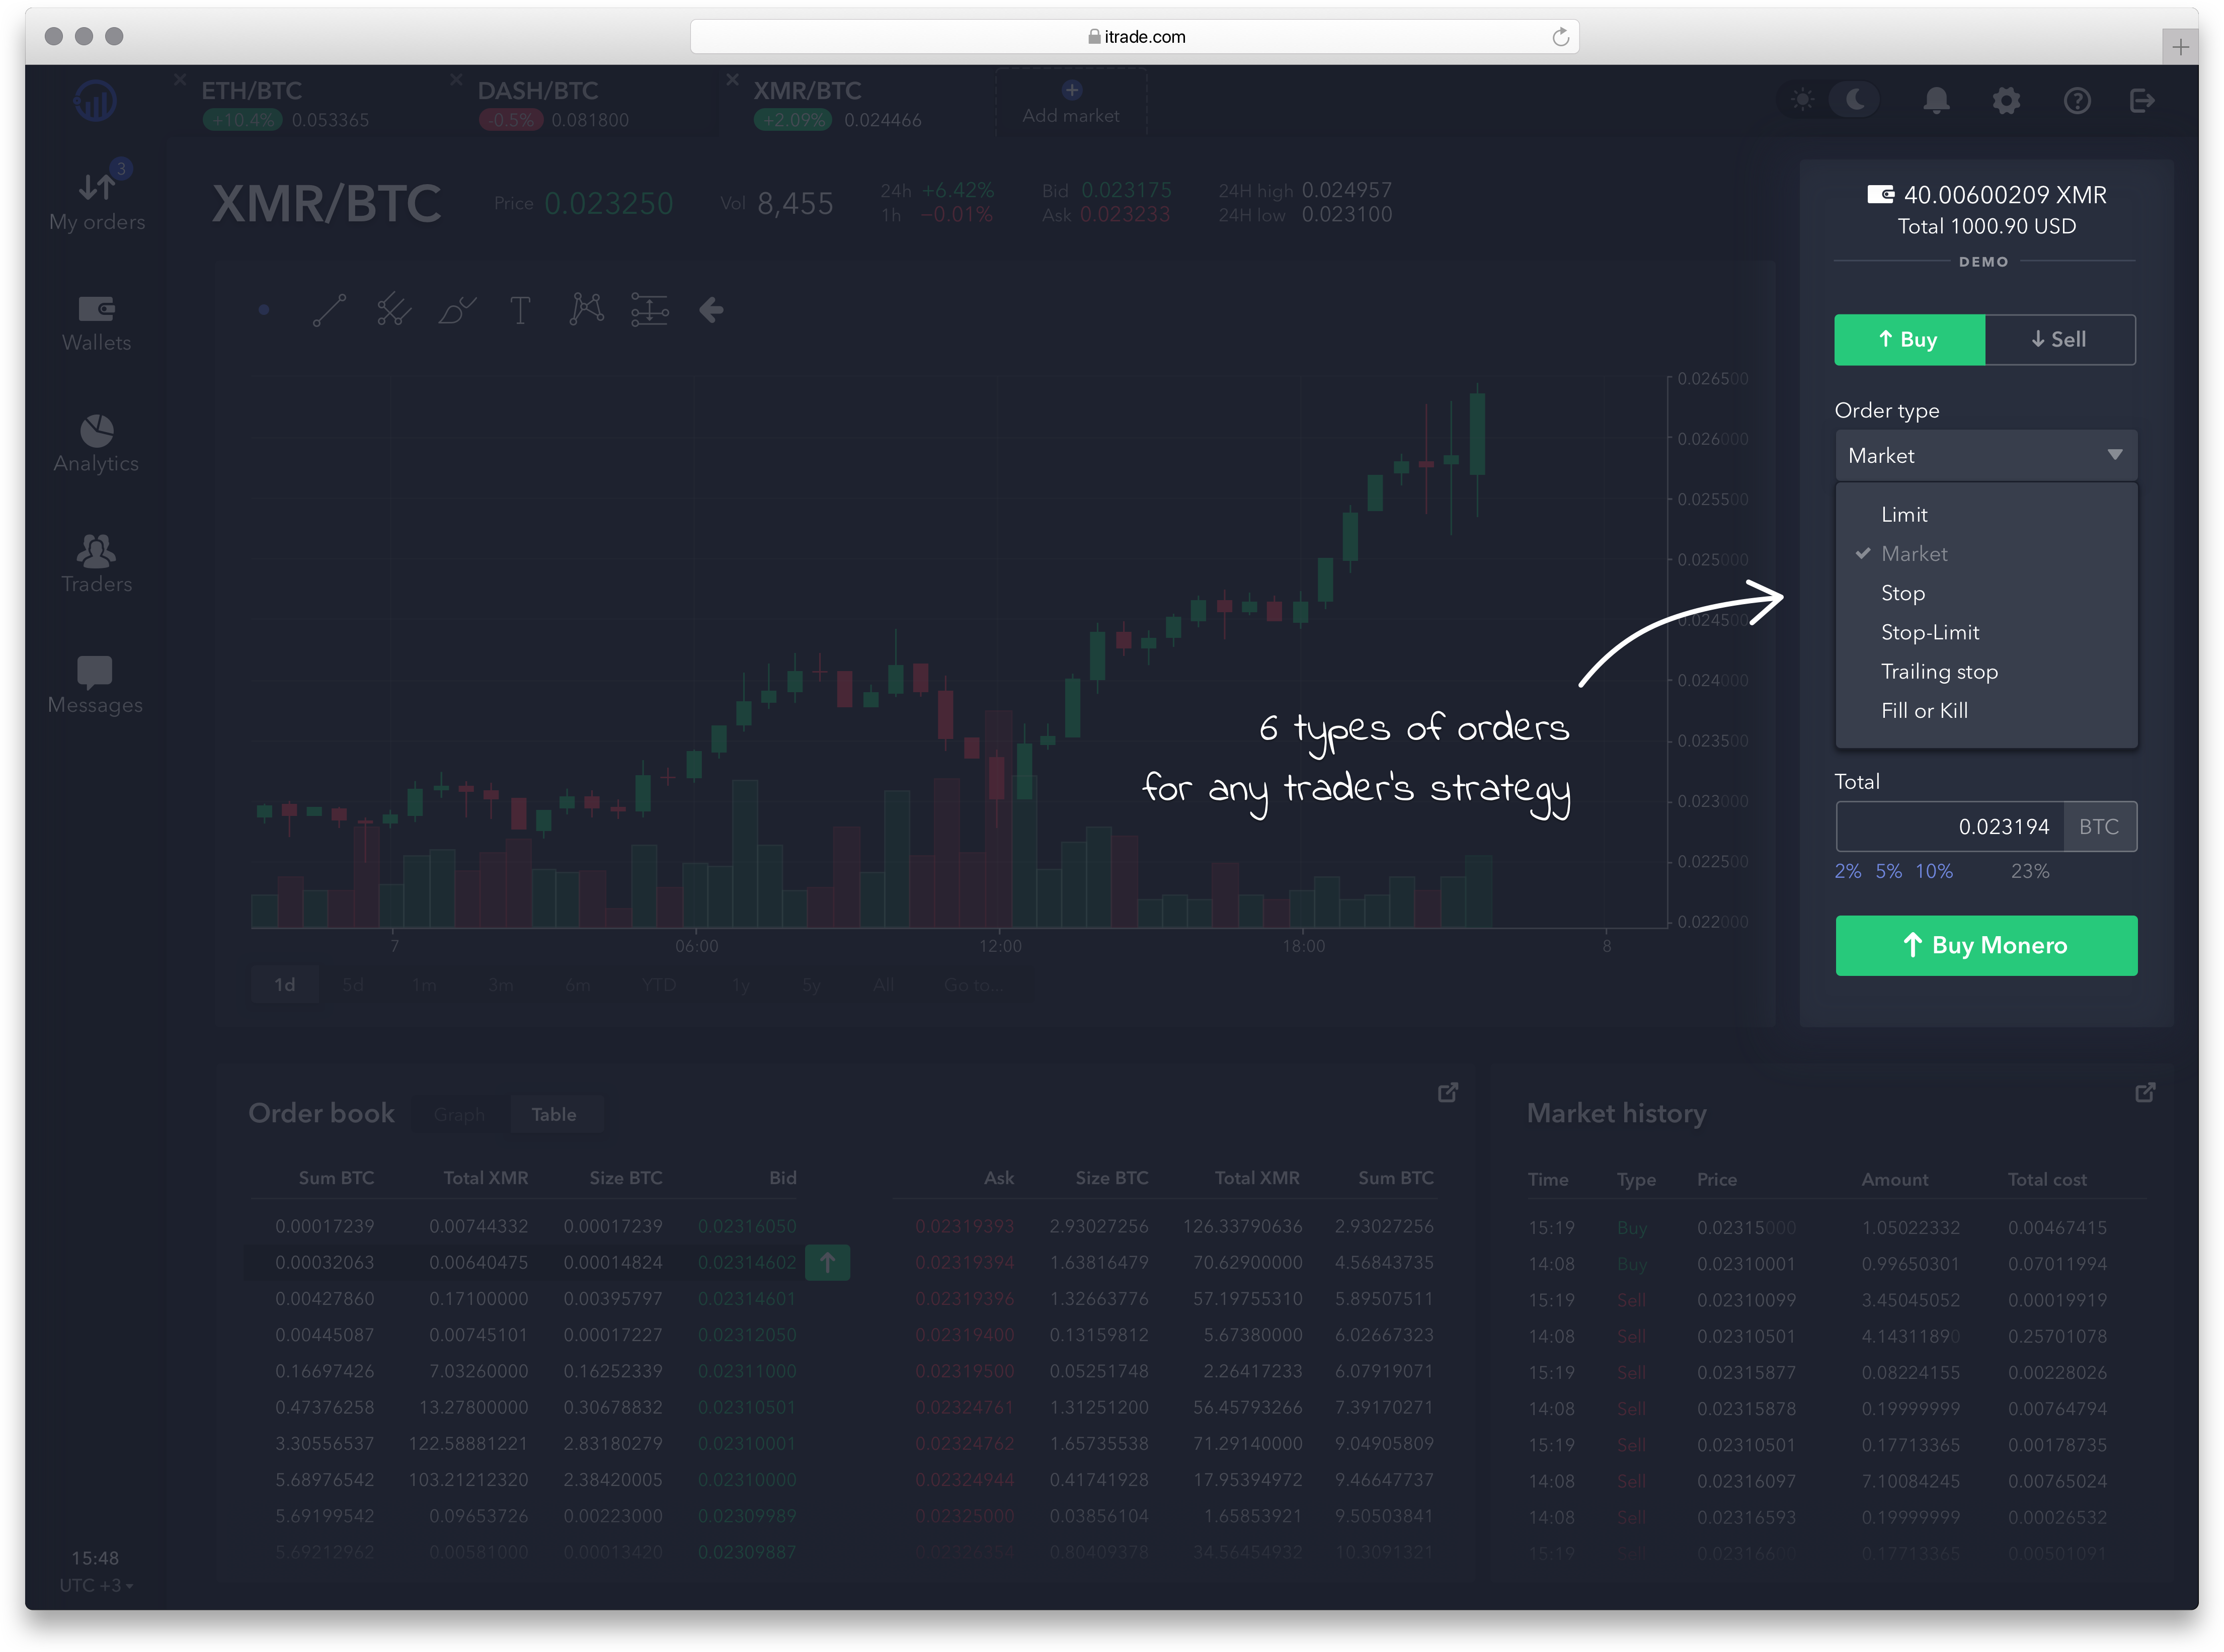 itrade.com
ETH/BTC
+10.4% 0.053365
DASH/BTC
-0.5% 0.081800
XMR/BTC
+2.09% 0.024466
Add market
3
My orders
Wallets
Analytics
Traders
Messages
15:48
UTC +3
XMR/BTC
Price 0.023250
Vol 8,455
24h +6.42%
1h −0.01%
Bid 0.023175
Ask 0.023233
24H high 0.024957
24H low 0.023100
T
0.026500
0.026000
0.025500
0.025000
0.024500
0.024000
0.023500
0.023000
0.022500
0.022000
7 06:00 12:00 18:00 8
1d 5d 1m 3m 6m YTD 1y 5y All Go to...
6 types of orders
for any trader's strategy
40.00600209 XMR
Total 1000.90 USD
DEMO
Buy Sell
Order type
Market
Limit
Market
Stop
Stop-Limit
Trailing stop
Fill or Kill
Total
0.023194 BTC
2% 5% 10% 23%
Buy Monero
Order book Graph Table
Sum BTC Total XMR Size BTC Bid Ask Size BTC Total XMR Sum BTC
0.00017239 0.00744332 0.00017239 0.02316050 0.02319393 2.93027256 126.33790636 2.93027256
0.00032063 0.00640475 0.00014824 0.02314602 0.02319394 1.63816479 70.62900000 4.56843735
0.00427860 0.17100000 0.00395797 0.02314601 0.02319396 1.32663776 57.19755310 5.89507511
0.00445087 0.00745101 0.00017227 0.02312050 0.02319400 0.13159812 5.67380000 6.02667323
0.16697426 7.03260000 0.16252339 0.02311000 0.02319500 0.05251748 2.26417233 6.07919071
0.47376258 13.27800000 0.30678832 0.02310501 0.02324761 1.31251200 56.45793266 7.39170271
3.30556537 122.58881221 2.83180279 0.02310001 0.02324762 1.65735538 71.29140000 9.04905809
5.68976542 103.21212320 2.38420005 0.02310000 0.02324944 0.41741928 17.95394972 9.46647737
5.69199542 0.09653726 0.00223000 0.02309989 0.02325000 0.03856104 1.65853921 9.50503841
5.69212962 0.00581000 0.00013420 0.02309887 0.80409378 34.56454932 10.3091321
Market history
Time Type Price Amount Total cost
15:19 Buy 0.02315000 1.05022332 0.00467415
14:08 Buy 0.02310001 0.99650301 0.07011994
15:19 Sell 0.02310099 3.45045052 0.00019919
14:08 Sell 0.02310501 4.14311890 0.25701078
15:19 Sell 0.02315877 0.08224155 0.00228026
14:08 Sell 0.02315878 0.19999999 0.00764794
15:19 Sell 0.02310501 0.17713365 0.00178735
14:08 Sell 0.02316097 7.10084245 0.00765024
14:08 Sell 0.02316593 0.19999999 0.00026532
15:19 Sell 0.17713365 0.00501091